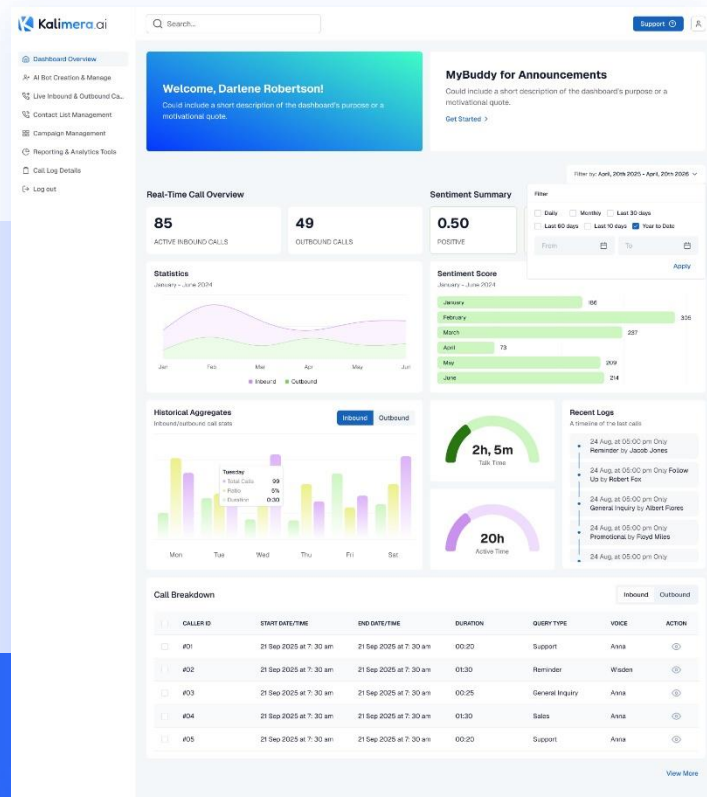 Kalimera.ai
Search...
Support
Dashboard Overview
AI Bot Creation & Manage
Live Inbound & Outbound Ca...
Contact List Management
Campaign Management
Reporting & Analytics Tools
Call Log Details
Log out
Welcome, Darlene Robertson!
Could include a short description of the dashboard's purpose or a
motivational quote.
MyBuddy for Announcements
Could include a short description of the dashboard's purpose or a
motivational quote.
Get Started >
Filter by: April, 20th 2025 - April, 20th 2026
Filter
Daily Monthly Last 30 days
Last 60 days Last 10 days Year to Date
From To
Apply
Real-Time Call Overview
85
ACTIVE INBOUND CALLS
49
OUTBOUND CALLS
Sentiment Summary
0.50
POSITIVE
Statistics
January - June 2024
Jan Feb Mar Apr May Jun
Inbound Outbound
Sentiment Score
January - June 2024
January 186
February 305
March 237
April 73
May 209
June 214
Historical Aggregates
Inbound/outbound call stats
Inbound Outbound
Tuesday
Total Calls 99
Ratio 5%
Duration 0:30
Mon Tue Wed Thu Fri Sat
2h, 5m
Talk Time
20h
Active Time
Recent Logs
A timeline of the last calls
24 Aug, at 05:00 pm Only
Reminder by Jacob Jones
24 Aug, at 05:00 pm Only Follow
Up by Robert Fox
24 Aug, at 05:00 pm Only
General Inquiry by Albert Flores
24 Aug, at 05:00 pm Only
Promotional by Floyd Miles
24 Aug, at 05:00 pm Only
Call Breakdown
Inbound Outbound
CALLER ID START DATE/TIME END DATE/TIME DURATION QUERY TYPE VOICE ACTION
#01 21 Sep 2025 at 7: 30 am 21 Sep 2025 at 7: 30 am 00:20 Support Anna
#02 21 Sep 2025 at 7: 30 am 21 Sep 2025 at 7: 30 am 01:30 Reminder Wisden
#03 21 Sep 2025 at 7: 30 am 21 Sep 2025 at 7: 30 am 00:25 General Inquiry Anna
#04 21 Sep 2025 at 7: 30 am 21 Sep 2025 at 7: 30 am 01:30 Sales Anna
#05 21 Sep 2025 at 7: 30 am 21 Sep 2025 at 7: 30 am 00:20 Support Anna
View More